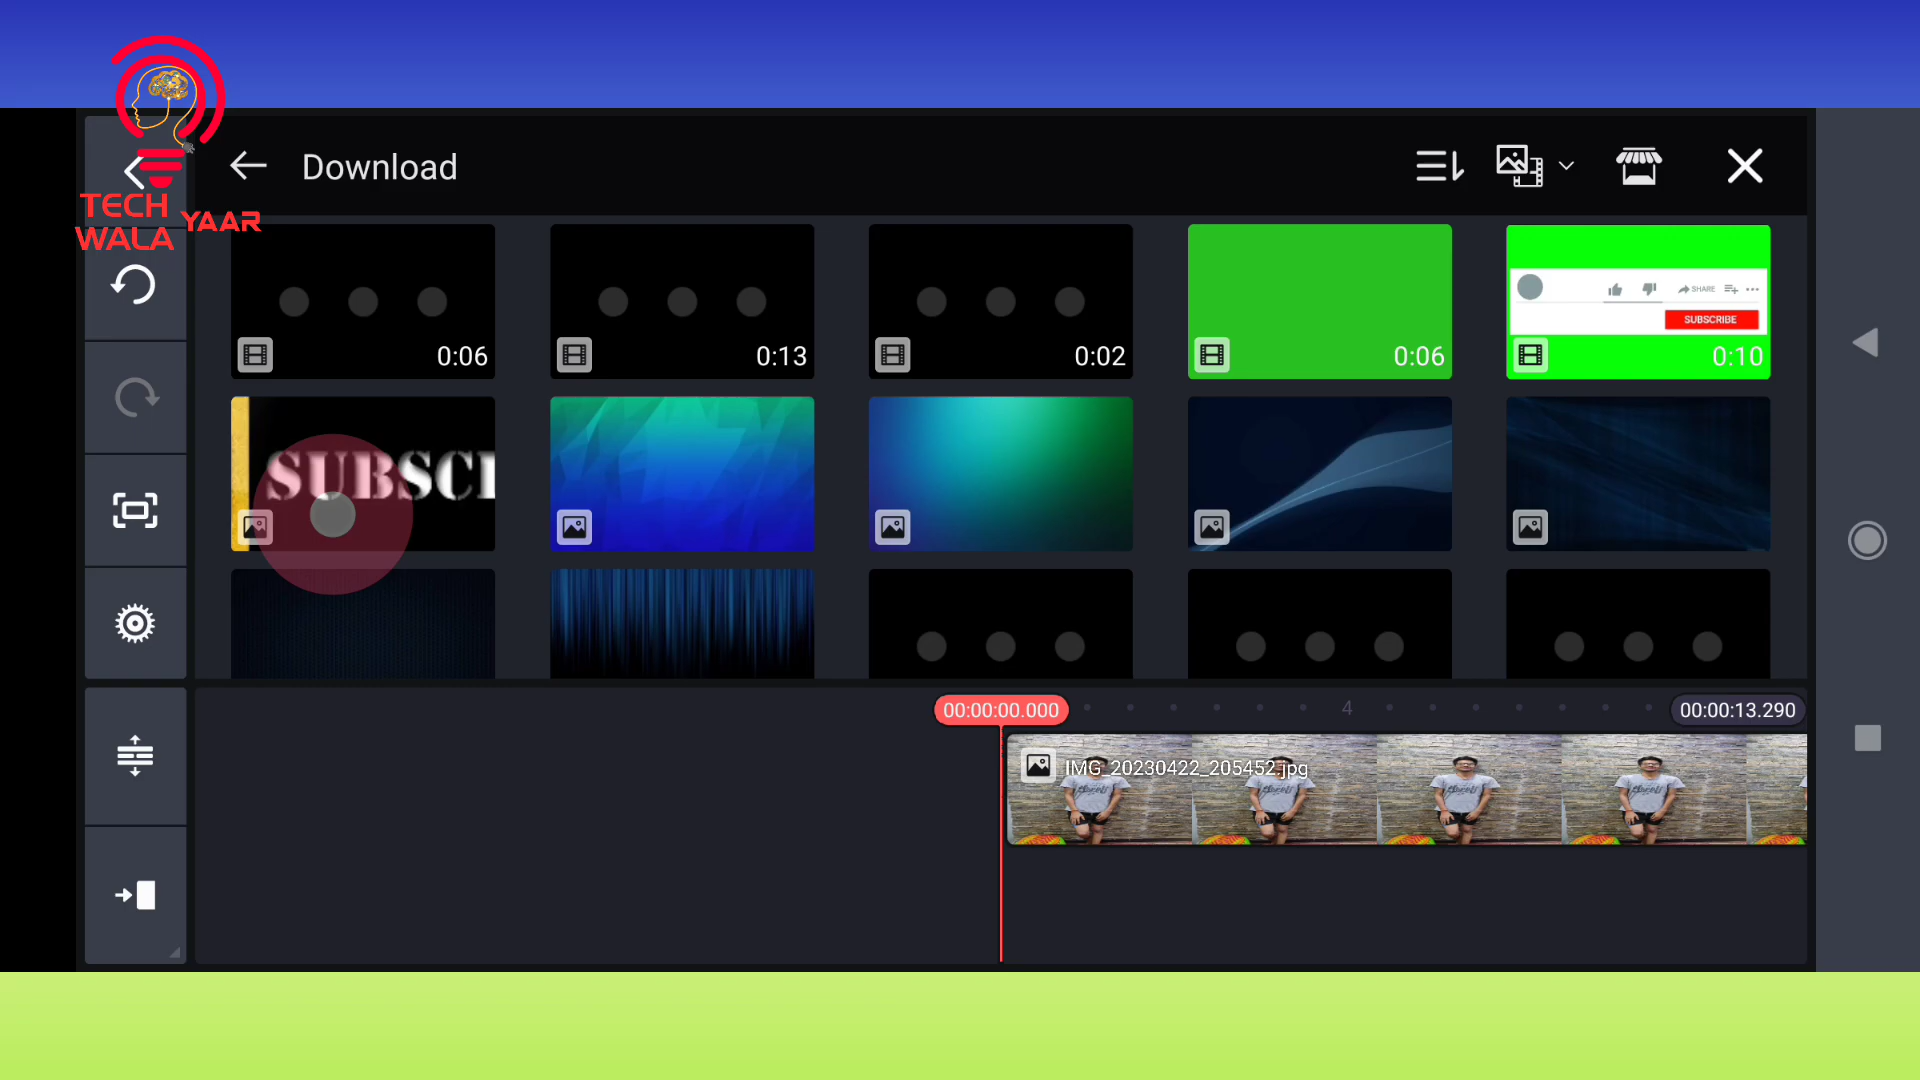 Download
TECH
YAAR
WALA
0:06
0:13
0:02
0:06
SHARE
SUBSCRIBE
0:10
SUBSCI
00:00:00.000
4
00:00:13.290
IMG_20230422_205452.jpg